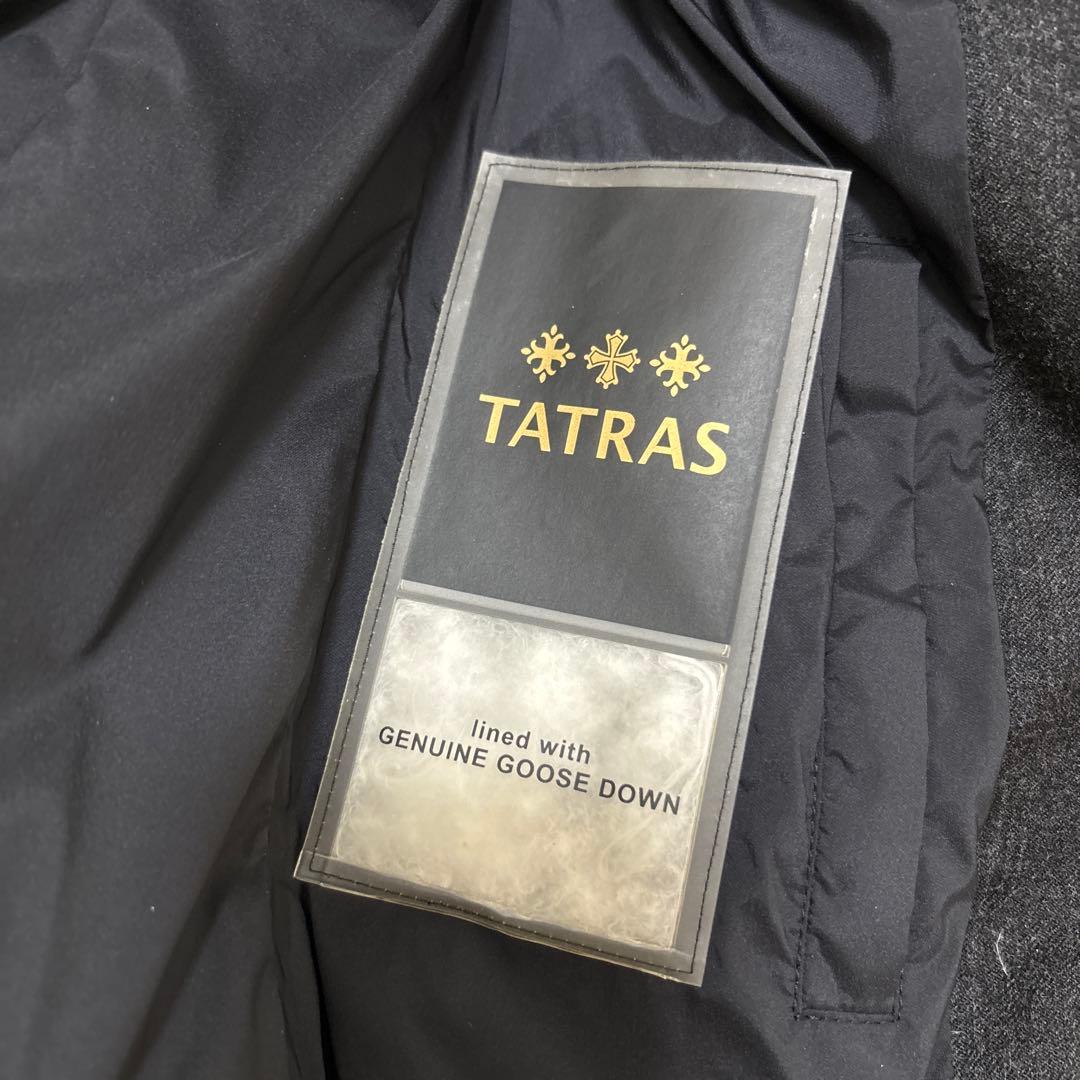 TATRAS
lined with
GENUINE GOOSE DOWN